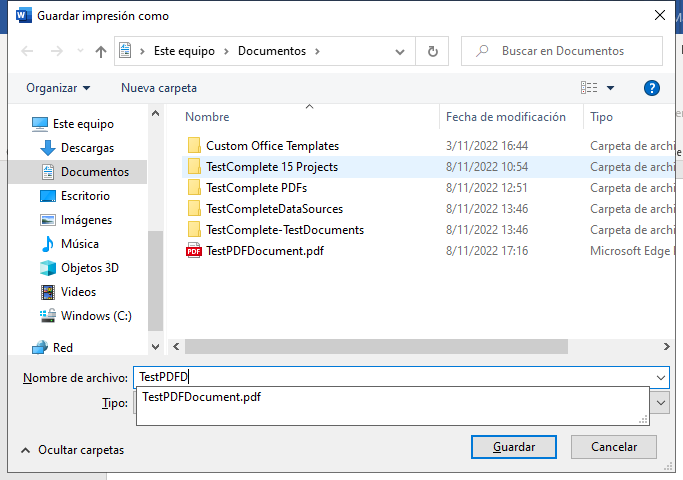 Guardar impresión como
Este equipo > Documentos >
Buscar en Documentos
Organizar
Nueva carpeta
Este equipo
Descargas
Documentos
Escritorio
Imágenes
Música
Objetos 3D
Videos
Windows (C:)
Red
Nombre Fecha de modificación Tipo
Custom Office Templates 3/11/2022 16:44 Carpeta de archi
TestComplete 15 Projects 8/11/2022 10:54 Carpeta de archi
TestComplete PDFs 8/11/2022 12:51 Carpeta de archi
TestCompleteDataSources 8/11/2022 13:46 Carpeta de archi
TestComplete-TestDocuments 8/11/2022 13:46 Carpeta de archi
TestPDFDocument.pdf 8/11/2022 17:16 Microsoft Edge
Nombre de archivo: TestPDFD
Tipo:
TestPDFDocument.pdf
Ocultar carpetas
Guardar
Cancelar